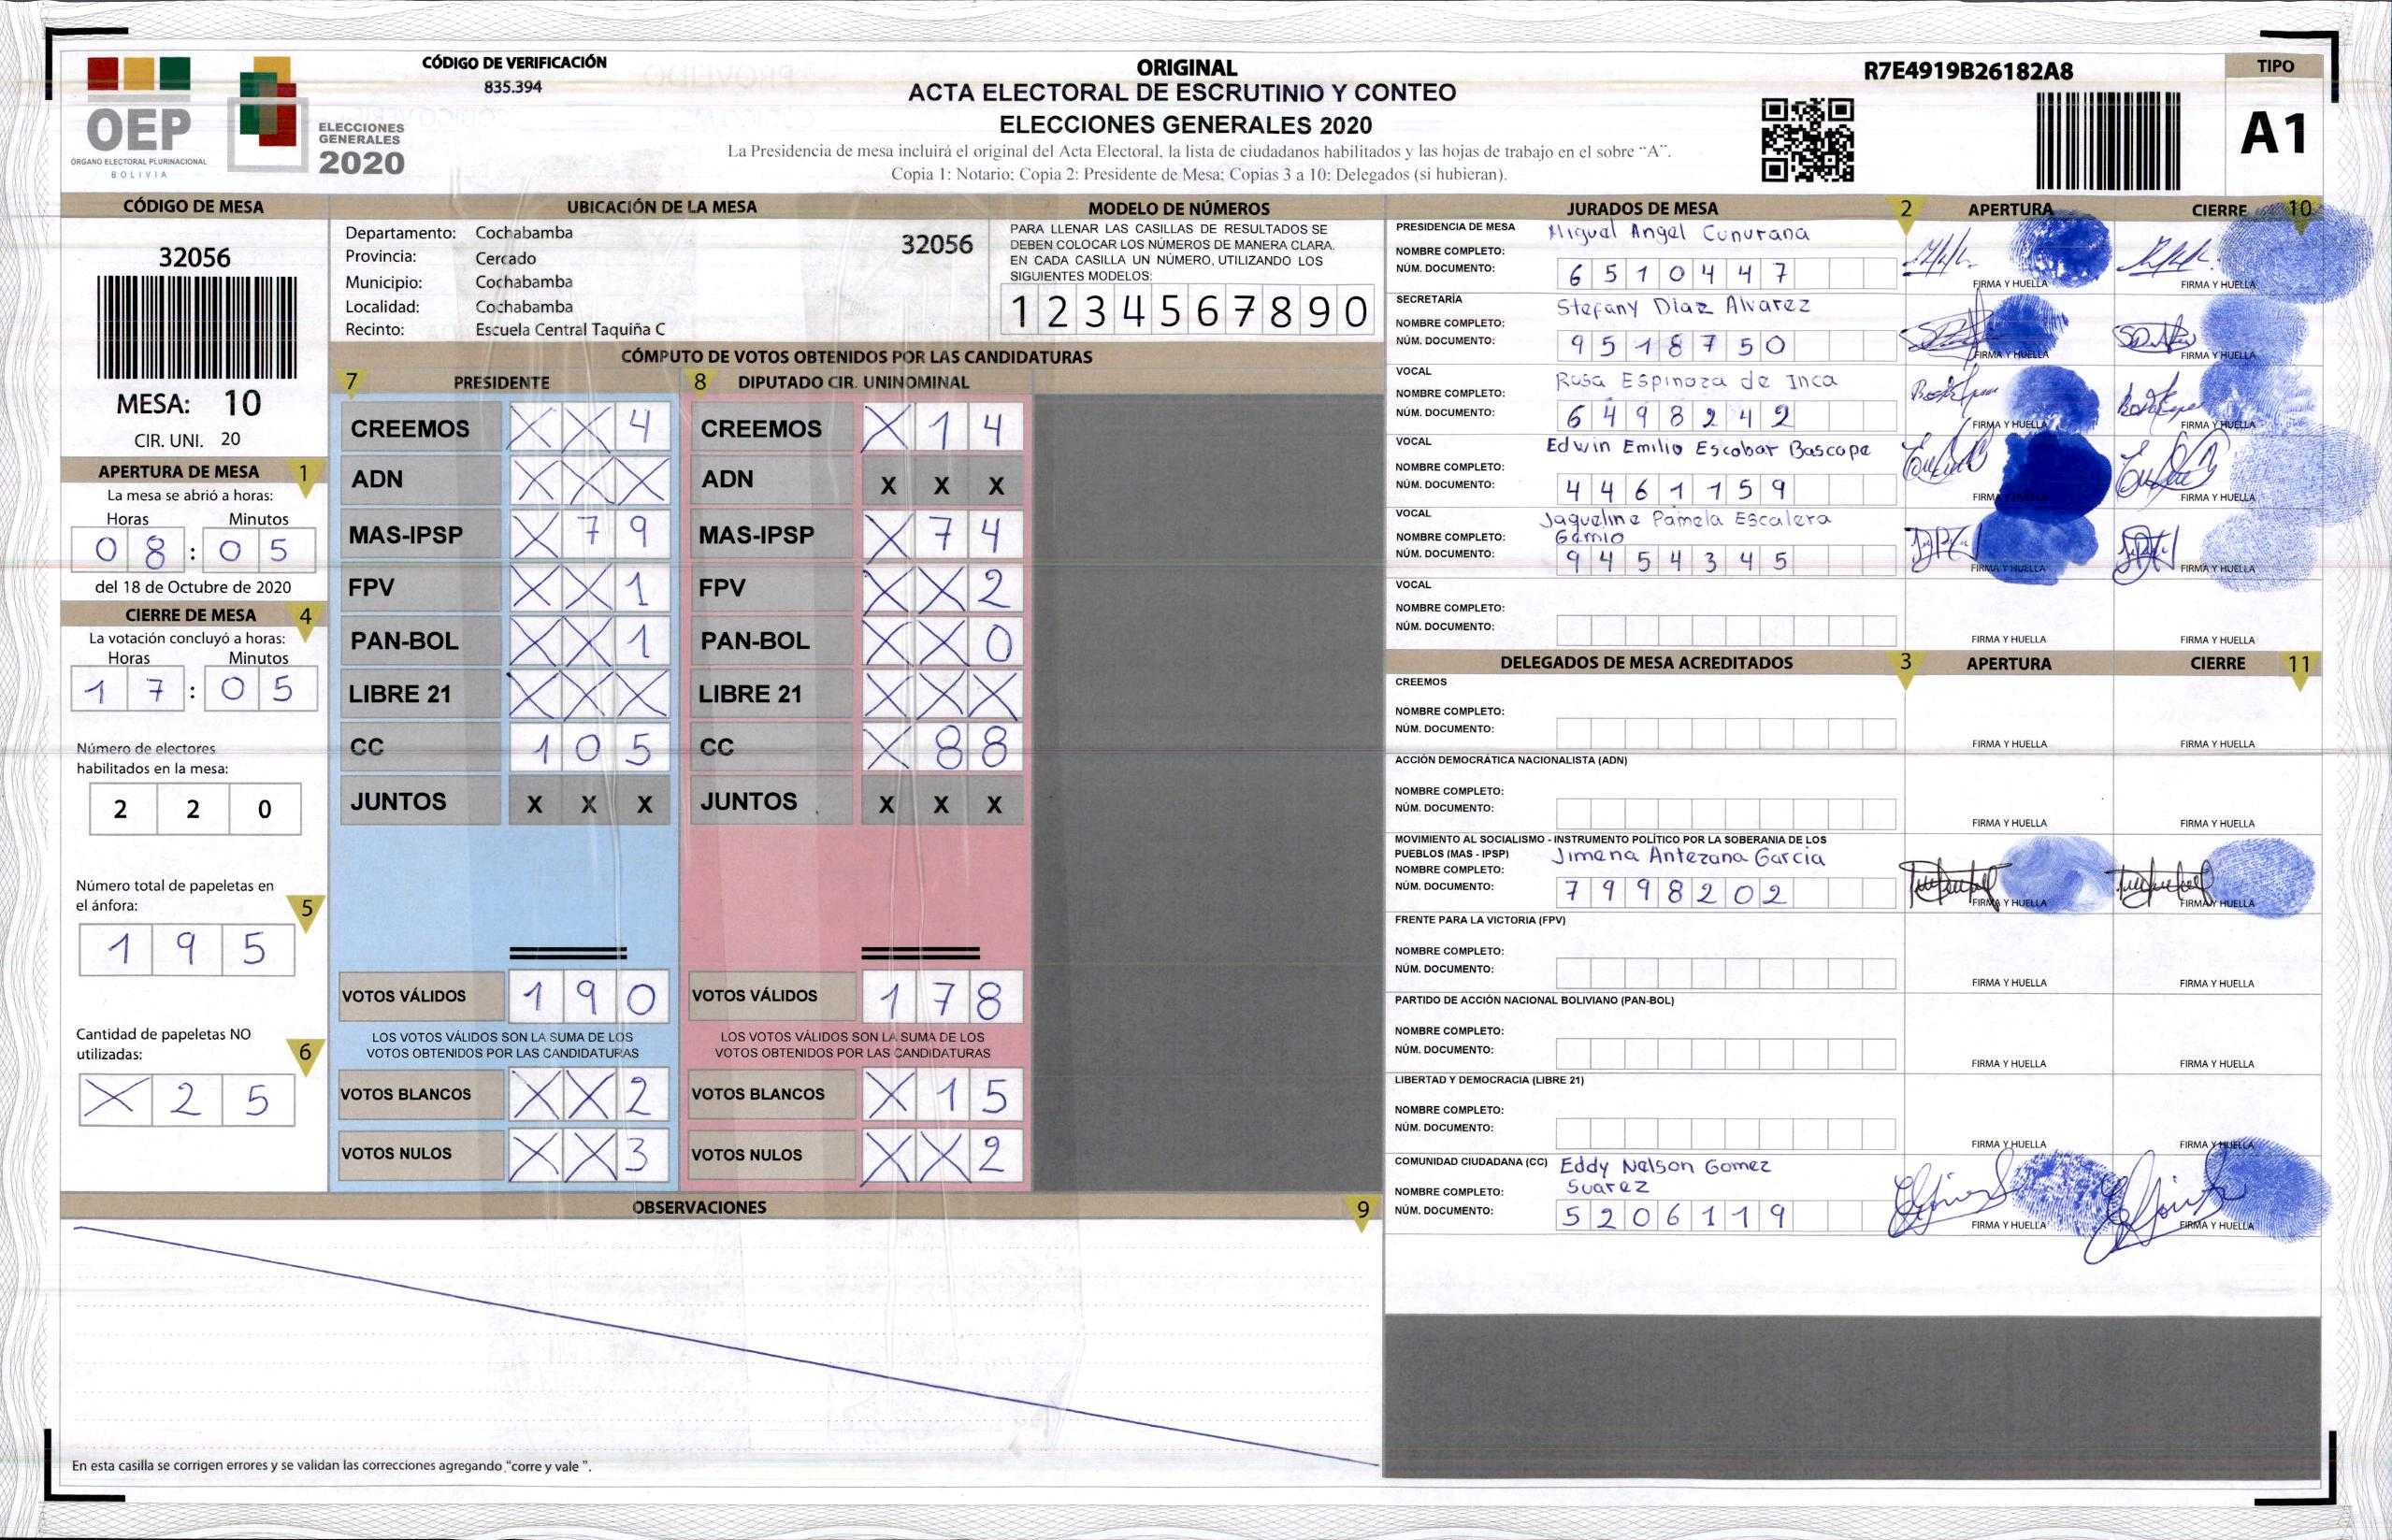 CÓDIGO DE VERIFICACIÓN
835.394
OEP
ÓRGANO ELECTORAL PLURINACIONAL
BOLIVIA
ELECCIONES
GENERALES
2020
ORIGINAL
ACTA ELECTORAL DE ESCRUTINIO Y CONTEO
ELECCIONES GENERALES 2020
La Presidencia de mesa incluirá el original del Acta Electoral, la lista de ciudadanos habilitados y las hojas de trabajo en el sobre "A".
Copia 1: Notario; Copia 2: Presidente de Mesa; Copias 3 a 10: Delegados (si hubieran).
R7E4919B26182A8
TIPO
A1
CÓDIGO DE MESA
32056
MESA: 10
CIR. UNI. 20
APERTURA DE MESA 1
La mesa se abrió a horas:
Horas Minutos
0 8 : 0 5
del 18 de Octubre de 2020
CIERRE DE MESA 4
La votación concluyó a horas:
Horas Minutos
1 7 : 0 5
Número de electores
habilitados en la mesa:
2 2 0
Número total de papeletas en
el ánfora: 5
1 9 5
Cantidad de papeletas NO
utilizadas: 6
X 2 5
UBICACIÓN DE LA MESA
Departamento: Cochabamba
Provincia: Cercado
Municipio: Cochabamba
Localidad: Cochabamba
Recinto: Escuela Central Taquiña C
32056
MODELO DE NÚMEROS
PARA LLENAR LAS CASILLAS DE RESULTADOS SE
DEBEN COLOCAR LOS NÚMEROS DE MANERA CLARA.
EN CADA CASILLA UN NÚMERO, UTILIZANDO LOS
SIGUIENTES MODELOS:
1 2 3 4 5 6 7 8 9 0
CÓMPUTO DE VOTOS OBTENIDOS POR LAS CANDIDATURAS
7 PRESIDENTE
CREEMOS X X 4
ADN X X X
MAS-IPSP X 7 9
FPV X X 1
PAN-BOL X X 1
LIBRE 21 X X X
CC 1 0 5
JUNTOS X X X
VOTOS VÁLIDOS 1 9 0
LOS VOTOS VÁLIDOS SON LA SUMA DE LOS
VOTOS OBTENIDOS POR LAS CANDIDATURAS
VOTOS BLANCOS X X 2
VOTOS NULOS X X 3
8 DIPUTADO CIR. UNINOMINAL
CREEMOS X 1 4
ADN X X X
MAS-IPSP X 7 4
FPV X X 2
PAN-BOL X X 0
LIBRE 21 X X X
CC X 8 8
JUNTOS X X X
VOTOS VÁLIDOS 1 7 8
LOS VOTOS VÁLIDOS SON LA SUMA DE LOS
VOTOS OBTENIDOS POR LAS CANDIDATURAS
VOTOS BLANCOS X 1 5
VOTOS NULOS X X 2
OBSERVACIONES 9
En esta casilla se corrigen errores y se validan las correcciones agregando "corre y vale ".
JURADOS DE MESA 2 APERTURA CIERRE 10
PRESIDENCIA DE MESA Miguel Angel Cunurana
NOMBRE COMPLETO:
NÚM. DOCUMENTO: 6 5 1 0 4 4 7
FIRMA Y HUELLA FIRMA Y HUELLA
SECRETARÍA Stefany Diaz Alvarez
NOMBRE COMPLETO:
NÚM. DOCUMENTO: 9 5 1 8 7 5 0
FIRMA Y HUELLA FIRMA Y HUELLA
VOCAL Rosa Espinoza de Inca
NOMBRE COMPLETO:
NÚM. DOCUMENTO: 6 4 9 8 2 4 2
FIRMA Y HUELLA FIRMA Y HUELLA
VOCAL Edwin Emilio Escobar Bascope
NOMBRE COMPLETO:
NÚM. DOCUMENTO: 4 4 6 1 1 5 9
FIRMA Y HUELLA FIRMA Y HUELLA
VOCAL Jaqueline Pamela Escalera
NOMBRE COMPLETO: Garnio
NÚM. DOCUMENTO: 9 4 5 4 3 4 5
FIRMA Y HUELLA FIRMA Y HUELLA
VOCAL
NOMBRE COMPLETO:
NÚM. DOCUMENTO:
FIRMA Y HUELLA FIRMA Y HUELLA
DELEGADOS DE MESA ACREDITADOS 3 APERTURA CIERRE 11
CREEMOS
NOMBRE COMPLETO:
NÚM. DOCUMENTO:
FIRMA Y HUELLA FIRMA Y HUELLA
ACCIÓN DEMOCRÁTICA NACIONALISTA (ADN)
NOMBRE COMPLETO:
NÚM. DOCUMENTO:
FIRMA Y HUELLA FIRMA Y HUELLA
MOVIMIENTO AL SOCIALISMO - INSTRUMENTO POLÍTICO POR LA SOBERANIA DE LOS
PUEBLOS (MAS - IPSP) Jimena Antezana Garcia
NOMBRE COMPLETO:
NÚM. DOCUMENTO: 7 9 9 8 2 0 2
FIRMA Y HUELLA FIRMA Y HUELLA
FRENTE PARA LA VICTORIA (FPV)
NOMBRE COMPLETO:
NÚM. DOCUMENTO:
FIRMA Y HUELLA FIRMA Y HUELLA
PARTIDO DE ACCIÓN NACIONAL BOLIVIANO (PAN-BOL)
NOMBRE COMPLETO:
NÚM. DOCUMENTO:
FIRMA Y HUELLA FIRMA Y HUELLA
LIBERTAD Y DEMOCRACIA (LIBRE 21)
NOMBRE COMPLETO:
NÚM. DOCUMENTO:
FIRMA Y HUELLA FIRMA Y HUELLA
COMUNIDAD CIUDADANA (CC) Eddy Nelson Gomez
NOMBRE COMPLETO: Suarez
NÚM. DOCUMENTO: 5 2 0 6 1 1 9
FIRMA Y HUELLA FIRMA Y HUELLA